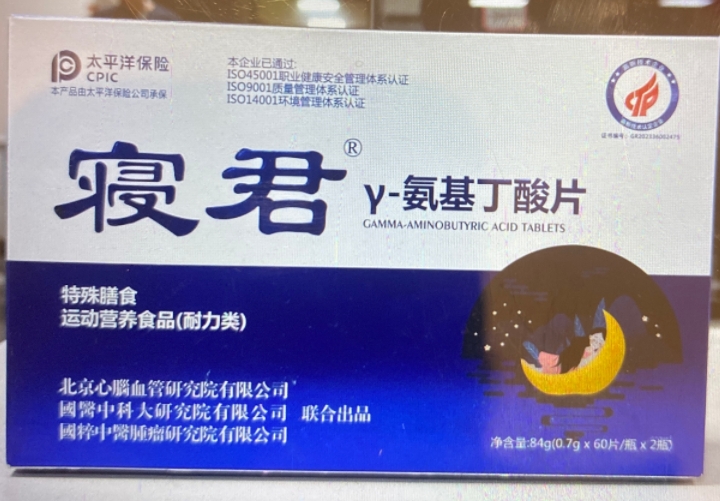 太平洋保险
CPIC
本产品由太平洋保险公司承保
本企业已通过:
ISO45001职业健康安全管理体系认证
ISO9001质量管理体系认证
ISO14001环境管理体系认证
寝君®
γ-氨基丁酸片
GAMMA-AMINOBUTYRIC ACID TABLETS
特殊膳食
运动营养食品(耐力类)
北京心腦血管研究院有限公司
國醫中科大研究院有限公司 联合出品
國粹中醫腫瘤研究院有限公司
净含量:84g(0.7g x 60片/瓶 x 2瓶)